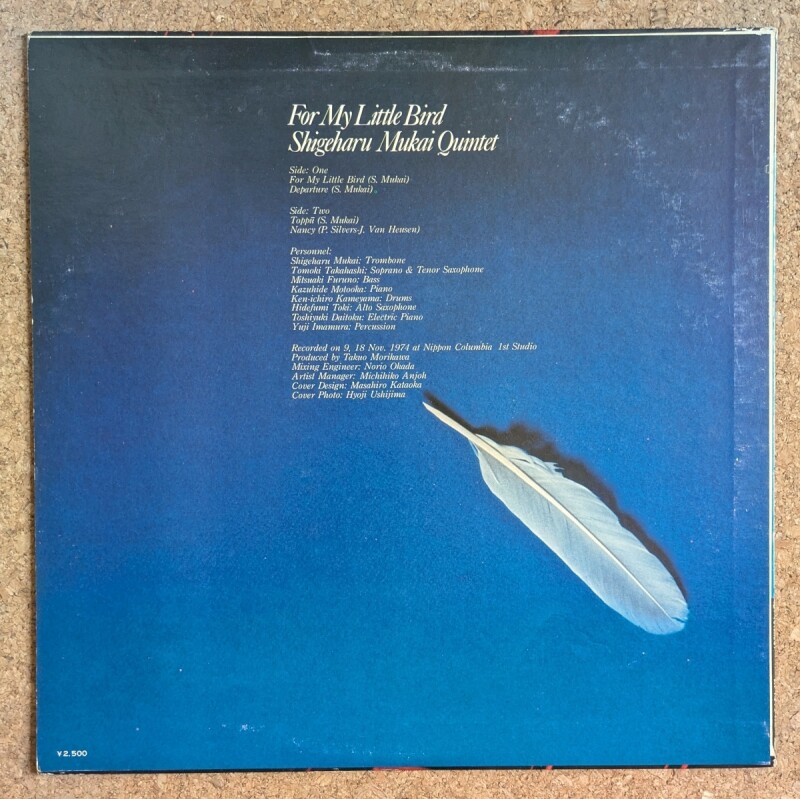 For My Little Bird
Shigeharu Mukai Quintet
Side: One
For My Little Bird (S. Mukai)
Departure (S. Mukai)
Side: Two
Toppū (S. Mukai)
Nancy (P. Silvers-J. Van Heusen)
Personnel:
Shigeharu Mukai: Trombone
Tomoki Takahashi: Soprano & Tenor Saxophone
Mitsuaki Furuno: Bass
Kazuhide Motooka: Piano
Ken-ichiro Kameyama: Drums
Hidefumi Toki: Alto Saxophone
Toshiyuki Daitoku: Electric Piano
Yuji Imamura: Percussion
Recorded on 9, 18 Nov. 1974 at Nippon Columbia 1st Studio
Produced by Takuo Morikawa
Mixing Engineer: Norio Okada
Artist Manager: Michihiko Anjoh
Cover Design: Masahiro Kataoka
Cover Photo: Hyoji Ushijima
¥2,500